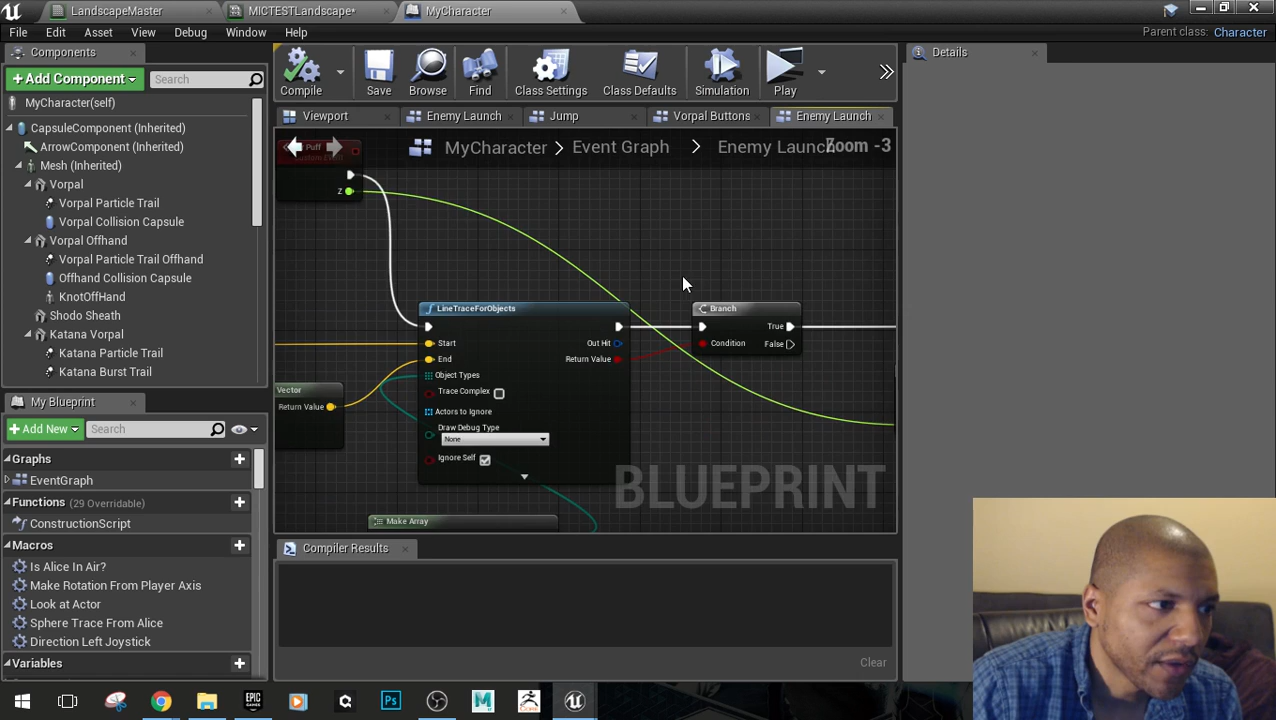 LandscapeMaster
MICTESTLandscape*
MyCharacter
File Edit Asset View Debug Window Help
Parent class: Character
Components
Details
+Add Component
Search
Compile
Save
Browse
Find
Class Settings
Class Defaults
Simulation
Play
MyCharacter(self)
CapsuleComponent (Inherited)
ArrowComponent (Inherited)
Mesh (Inherited)
Vorpal
Vorpal Particle Trail
Vorpal Collision Capsule
Vorpal Offhand
Vorpal Particle Trail Offhand
Offhand Collision Capsule
KnotOffHand
Shodo Sheath
Katana Vorpal
Katana Particle Trail
Katana Burst Trail
Viewport
Enemy Launch
Jump
Vorpal Buttons
Enemy Launch
MyCharacter > Event Graph > Enemy Launch
Zoom -3
Puff
Z
LineTraceForObjects
Start
End
Object Types
Trace Complex
Actors to Ignore
Draw Debug Type
None
Ignore Self
Out Hit
Return Value
Branch
Condition
True
False
Vector
Return Value
Make Array
BLUEPRINT
My Blueprint
+Add New
Search
Graphs
EventGraph
Functions (29 Overridable)
ConstructionScript
Macros
Is Alice In Air?
Make Rotation From Player Axis
Look at Actor
Sphere Trace From Alice
Direction Left Joystick
Variables
Compiler Results
Clear